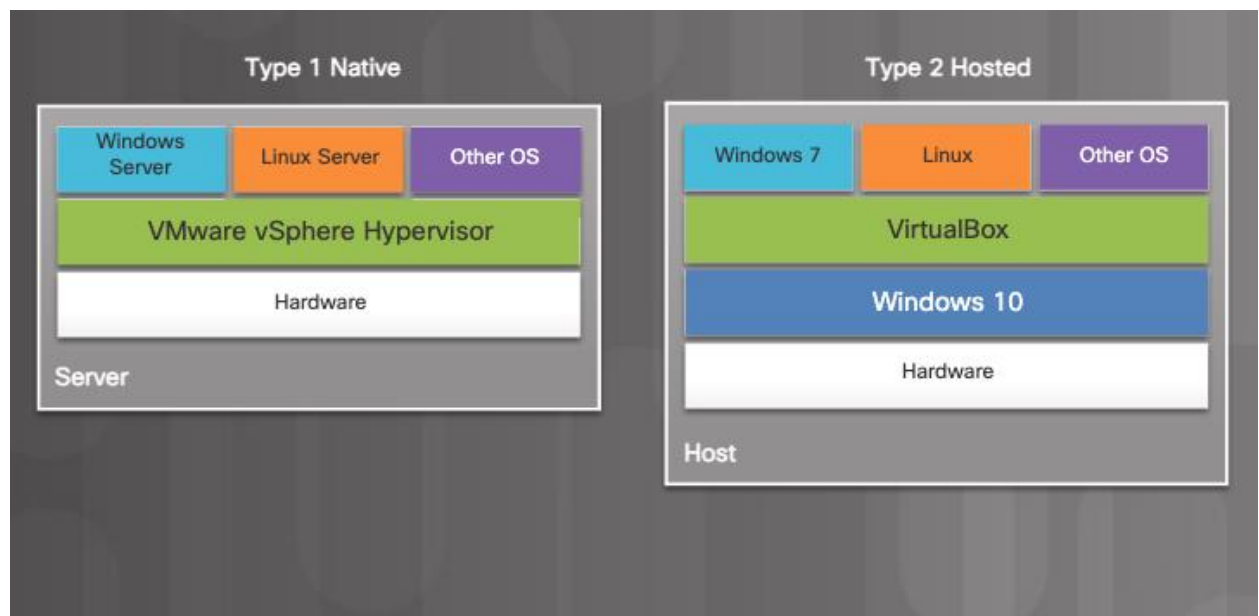 Type 1 Native
Windows
Server
Linux Server
Other OS
VMware vSphere Hypervisor
Hardware
Server
Type 2 Hosted
Windows 7
Linux
Other OS
VirtualBox
Windows 10
Hardware
Host